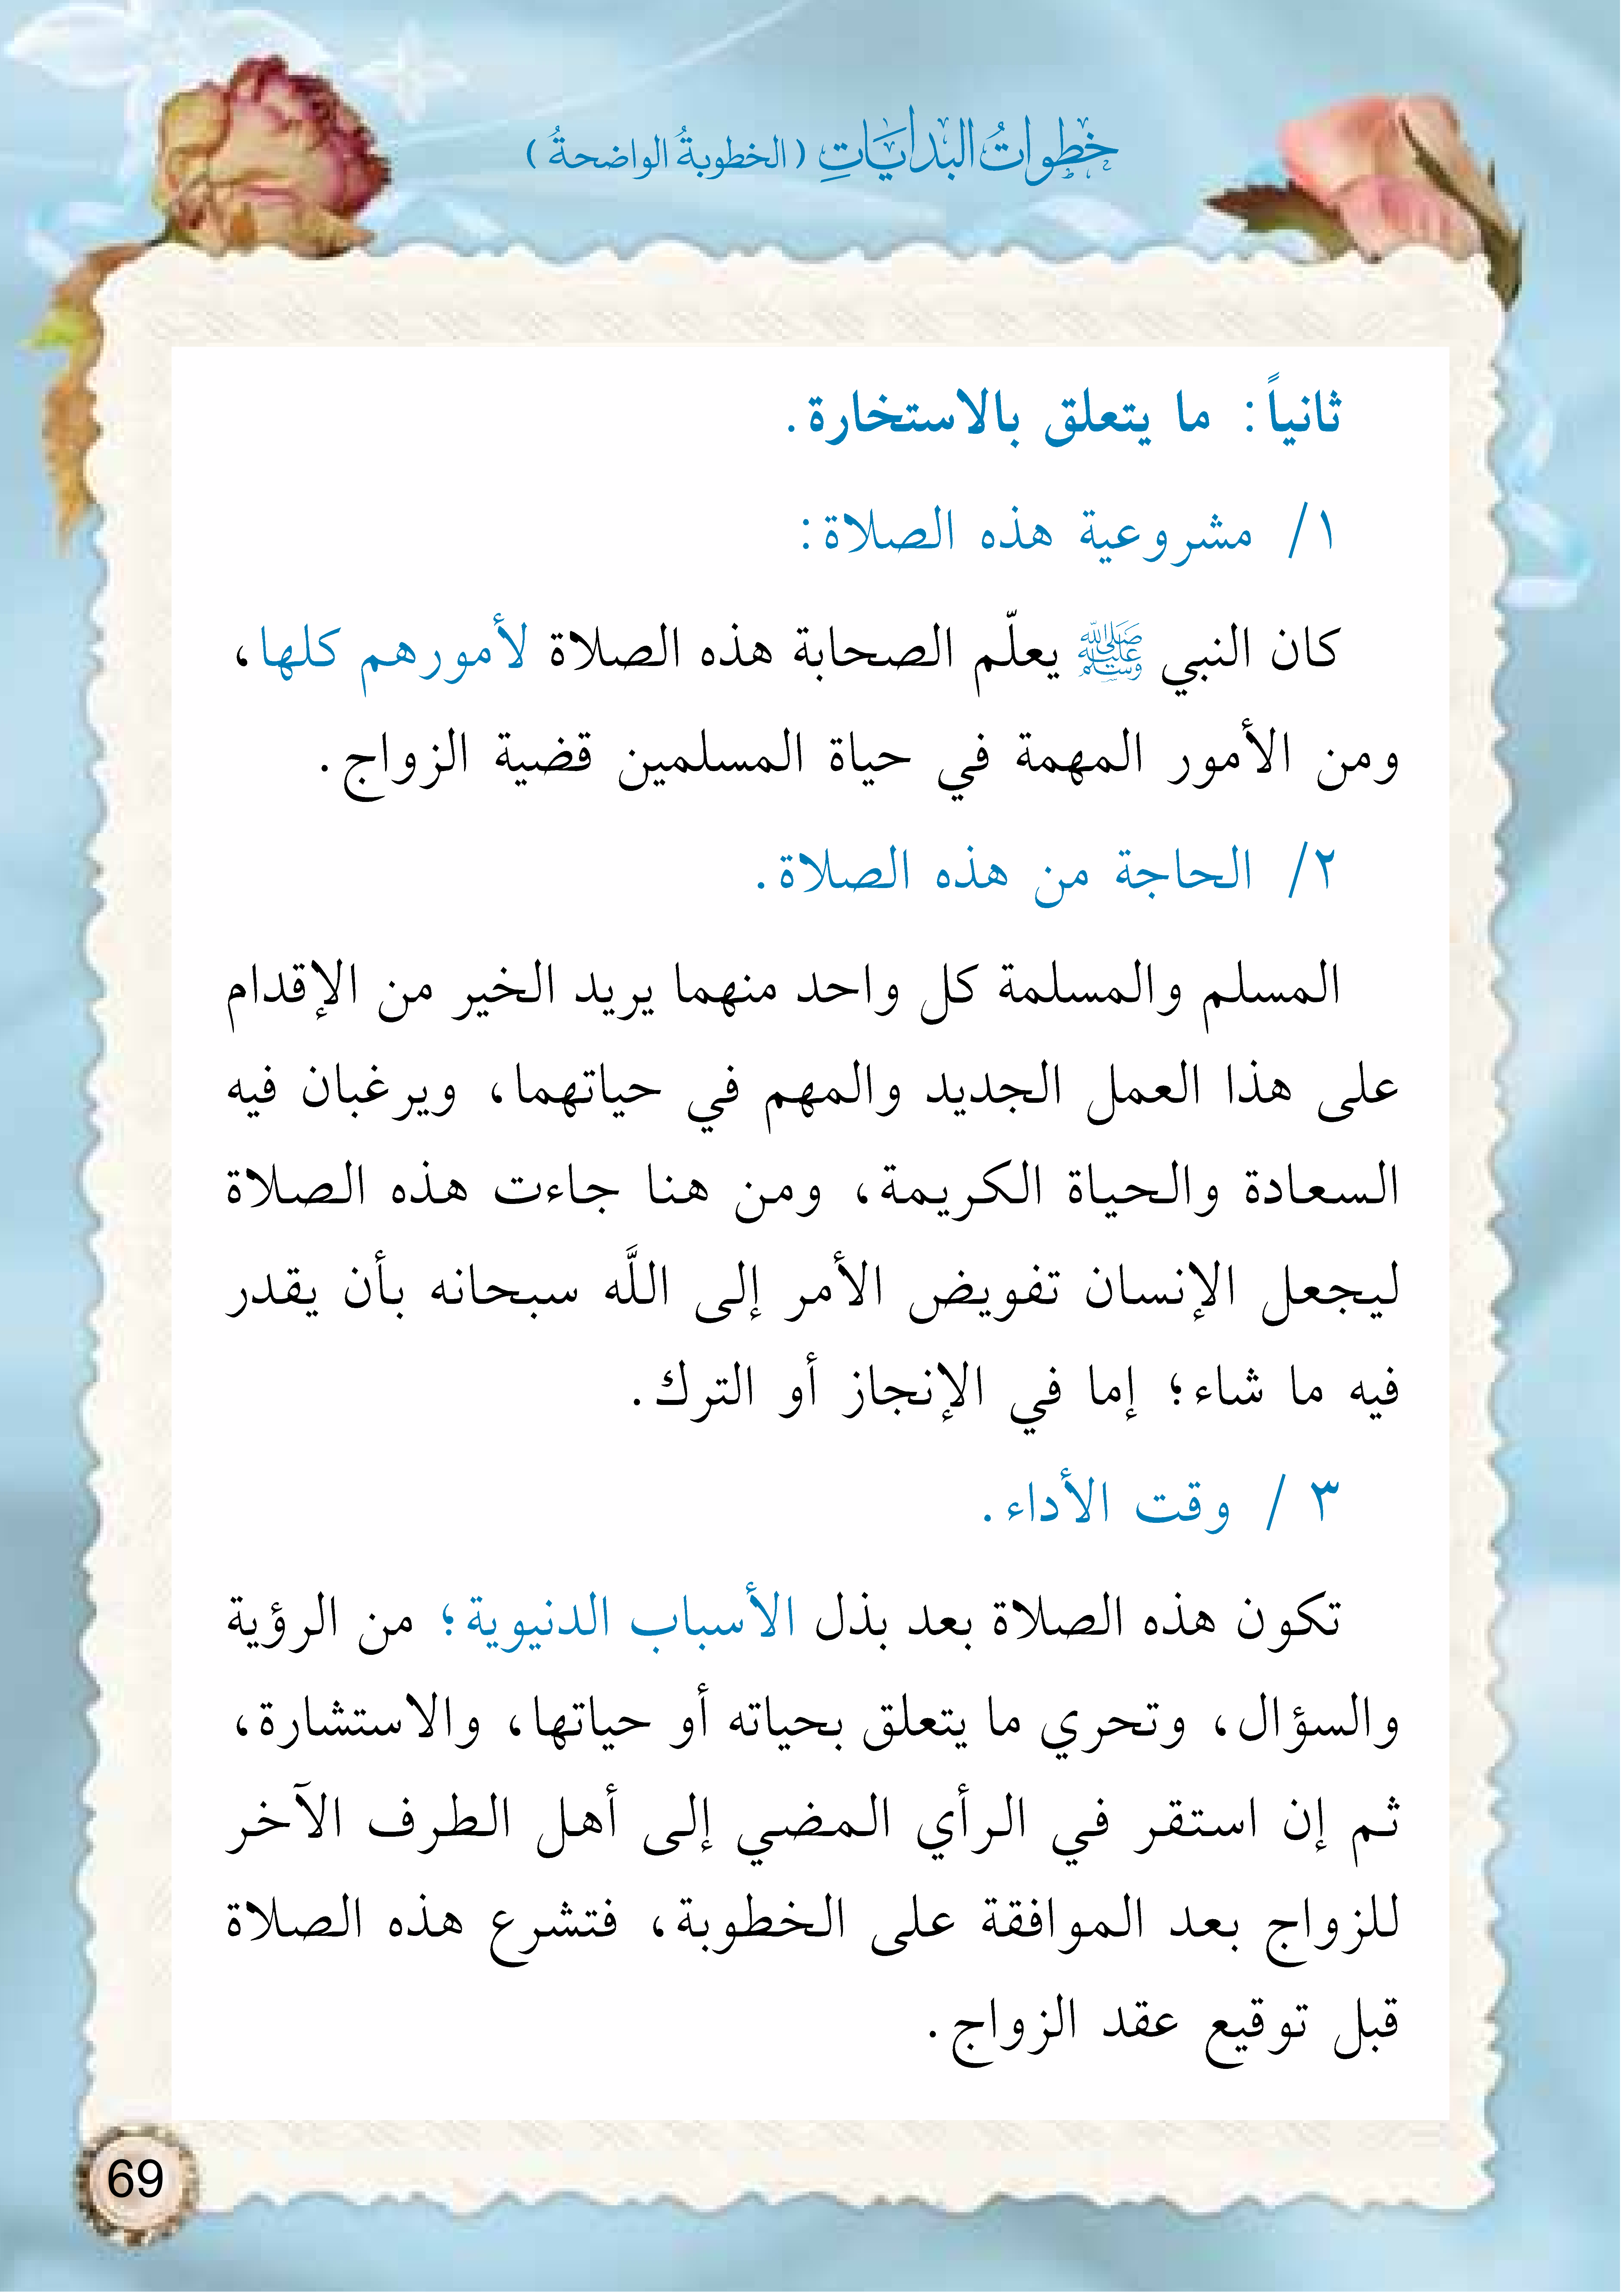 خطواتُ البدايَاتِ ( الخطوبةُ الواضحةُ )
ثانياً: ما يتعلق بالاستخارة.
١/ مشروعية هذه الصلاة:
كان النبي ﷺ يعلّم الصحابة هذه الصلاة لأمورهم كلها،
ومن الأمور المهمة في حياة المسلمين قضية الزواج.
٢/ الحاجة من هذه الصلاة.
المسلم والمسلمة كل واحد منهما يريد الخير من الإقدام
على هذا العمل الجديد والمهم في حياتهما، ويرغبان فيه
السعادة والحياة الكريمة، ومن هنا جاءت هذه الصلاة
ليجعل الإنسان تفويض الأمر إلى اللَّه سبحانه بأن يقدر
فيه ما شاء؛ إما في الإنجاز أو الترك.
٣ / وقت الأداء.
تكون هذه الصلاة بعد بذل الأسباب الدنيوية؛ من الرؤية
والسؤال، وتحري ما يتعلق بحياته أو حياتها، والاستشارة،
ثم إن استقر في الرأي المضي إلى أهل الطرف الآخر
للزواج بعد الموافقة على الخطوبة، فتشرع هذه الصلاة
قبل توقيع عقد الزواج.
69